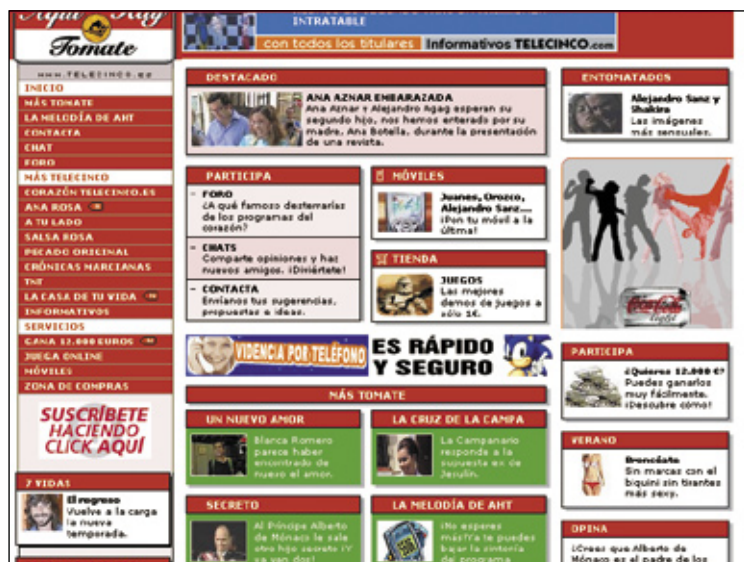 Aquí Hay
Tomate
INTRATABLE
con todos los titulares Informativos TELECINCO.com
WWW.TELECINCO.ES
INICIO
MÁS TOMATE
LA MELODÍA DE AHT
CONTACTA
CHAT
FORO
MÁS TELECINCO
CORAZÓN TELECINCO.ES
ANA ROSA
A TU LADO
SALSA ROSA
PECADO ORIGINAL
CRÓNICAS MARCIANAS
TNT
LA CASA DE TU VIDA
INFORMATIVOS
SERVICIOS
GANA 12.000 EUROS
JUEGA ONLINE
MÓVILES
ZONA DE COMPRAS
SUSCRÍBETE
HACIENDO
CLICK AQUÍ
7 VIDAS
El regreso
Vuelve a la carga
la nueva
temporada.
DESTACADO
ANA AZNAR EMBARAZADA
Ana Aznar y Alejandro Agag esperan su
segundo hijo, nos hemos enterado por su
madre, Ana Botella, durante la presentación
de una revista.
PARTICIPA
- FORO
¿A qué famoso desterrarías
de los programas del
corazón?
- CHATS
Comparte opiniones y haz
nuevos amigos. ¡Diviértete!
- CONTACTA
Envíanos tus sugerencias,
propuestas e ideas.
MÓVILES
Juanes, Orozco,
Alejandro Sanz...
¡Pon tu móvil a la
última!
TIENDA
JUEGOS
Las mejores
demos de juegos a
sólo 1€.
VIDENCIA POR TELÉFONO
ES RÁPIDO
Y SEGURO
MÁS TOMATE
UN NUEVO AMOR
Blanca Romero
parece haber
encontrado de
nuevo el amor.
LA CRUZ DE LA CAMPA
La Campanario
responde a la
supuesta ex de
Jesulín.
SECRETO
Al Príncipe Alberto
de Mónaco le sale
otro hijo secreto ¡Y
ya van dos!
LA MELODÍA DE AHT
¡No esperes
más!Ya te puedes
bajar la sintonía
del programa
ENTOMATADOS
Alejandro Sanz y
Shakira
Las imágenes
más sensuales.
Coca-Cola
light
PARTICIPA
¿Quieres 12.000 €?
Puedes ganarlos
muy fácilmente.
¡Descubre cómo!
VERANO
Broncéate
Sin marcas con el
biquini sin tirantes
más sexy.
OPINA
¿Crees que Alberto de
Mónaco es el padre de los